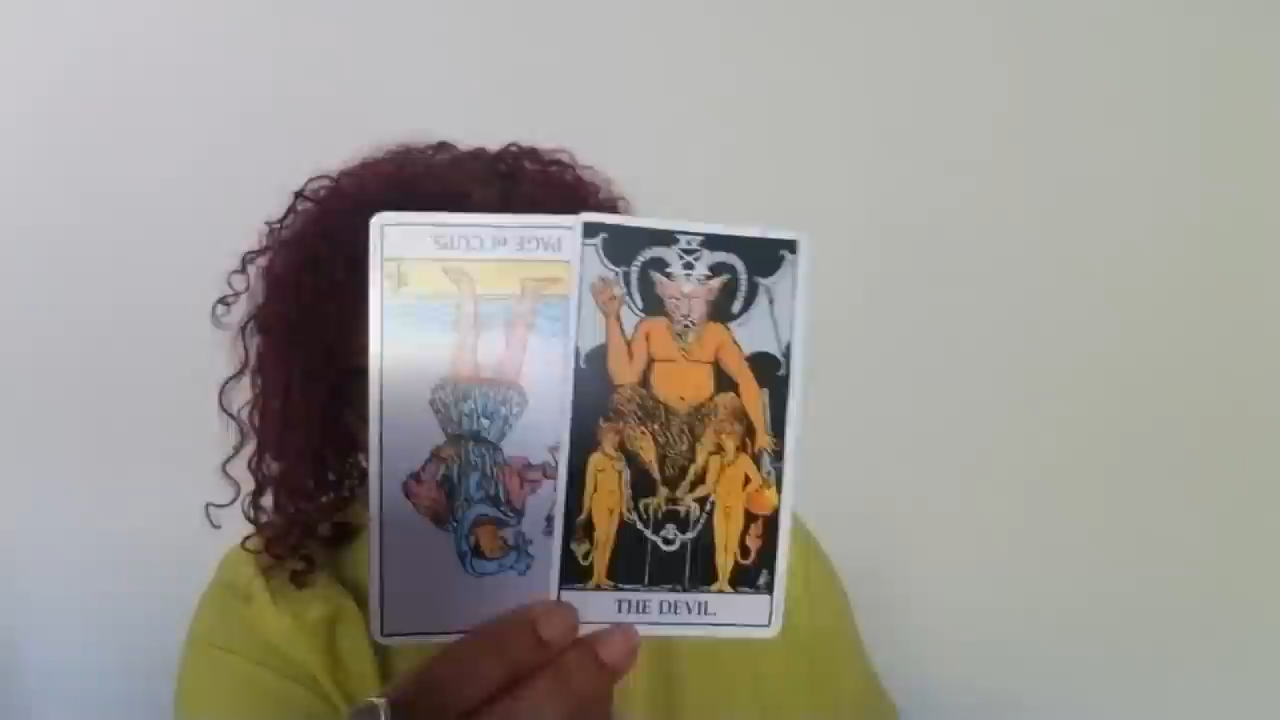 PAGE of CUPS.
THE DEVIL.